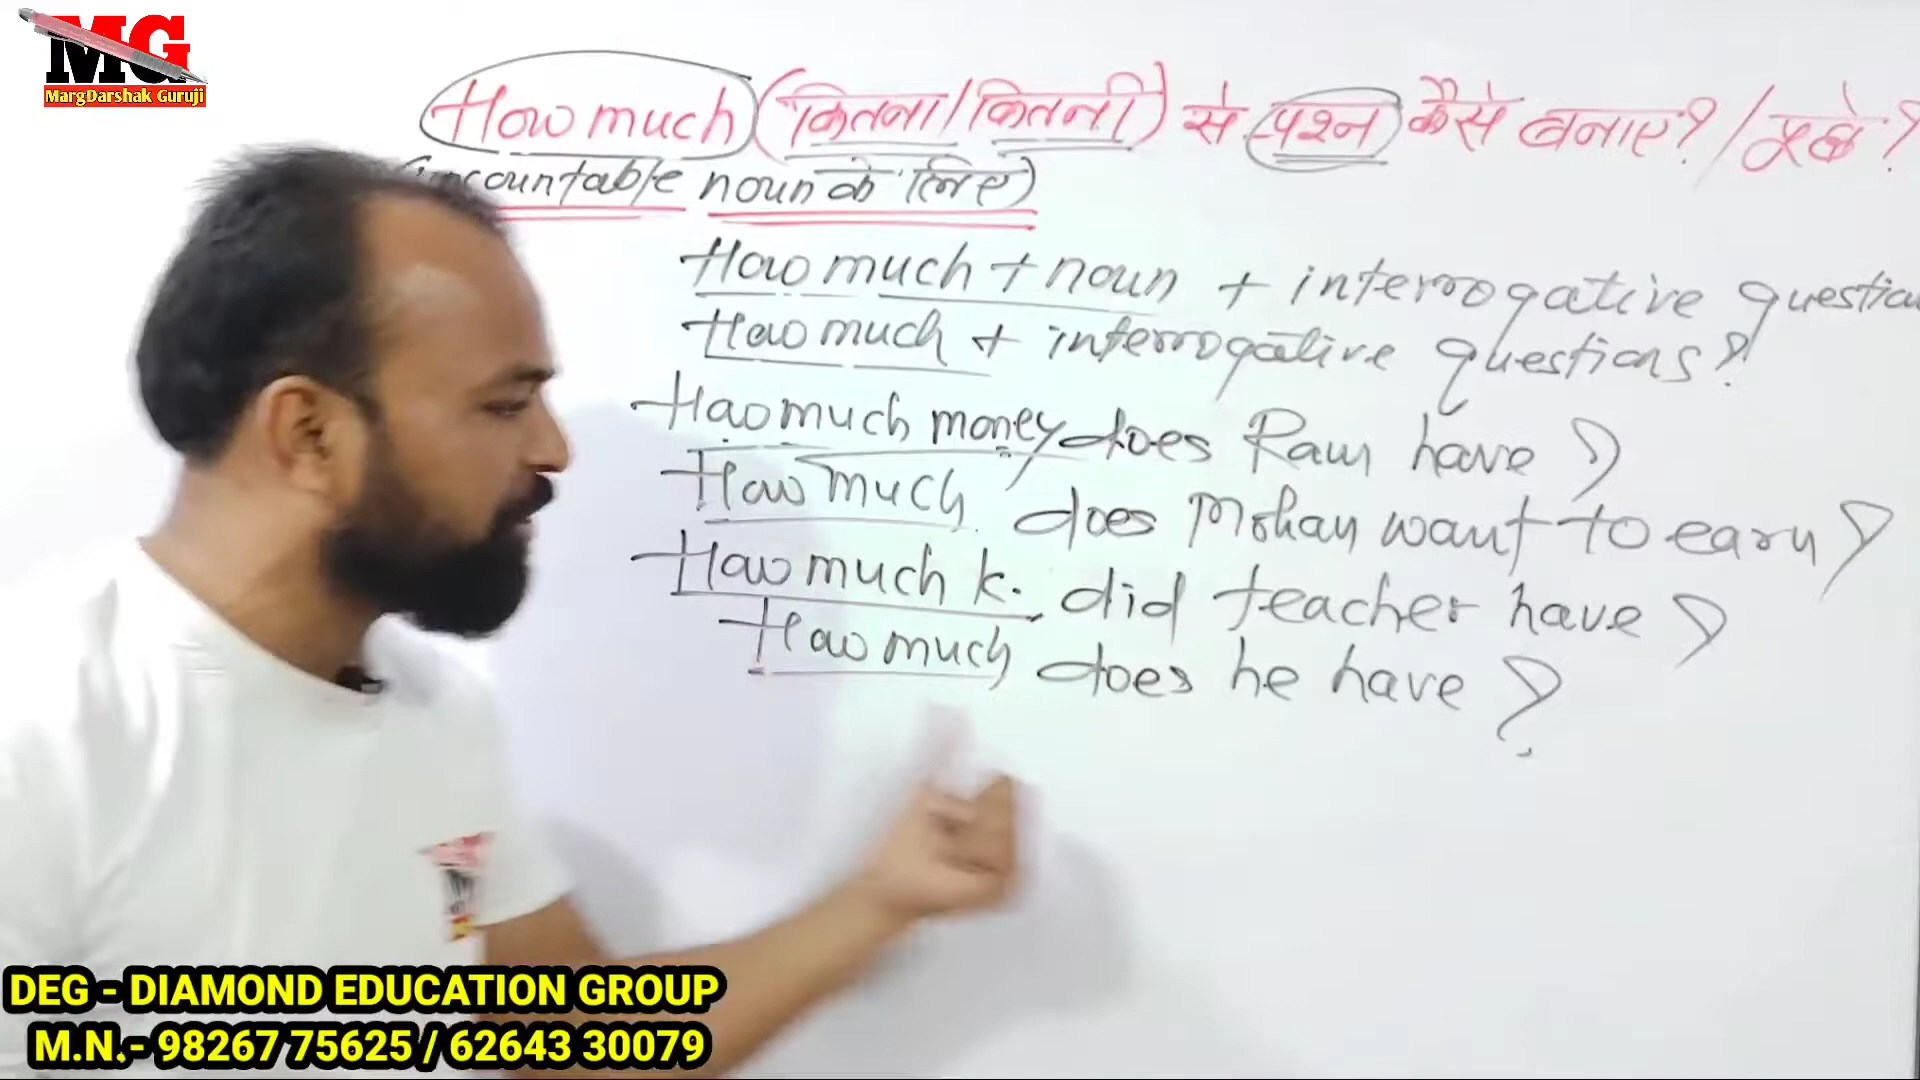 MG
MargDarshak Guruji
How much (कितना/कितनी) से प्रश्न कैसे बनाए? / पूछे?
(uncountable noun के लिए)
How much + noun + interrogative question
How much + interrogative questions?
How much money does Ram have ?
How much does Mohan want to earn ?
How much k. did teacher have ?
How much does he have ?
DEG - DIAMOND EDUCATION GROUP
M.N.- 98267 75625 / 62643 30079